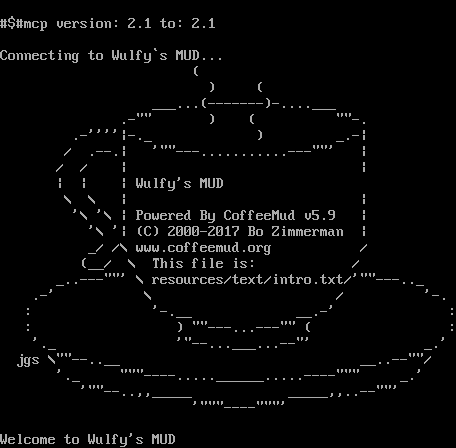 #$#mcp version: 2.1 to: 2.1
Connecting to Wulfy`s MUD...
Wulfy's MUD
Powered By CoffeeMud v5.9
(C) 2000-2017 Bo Zimmerman
www.coffeemud.org
This file is:
resources/text/intro.txt
jgs
Welcome to Wulfy's MUD